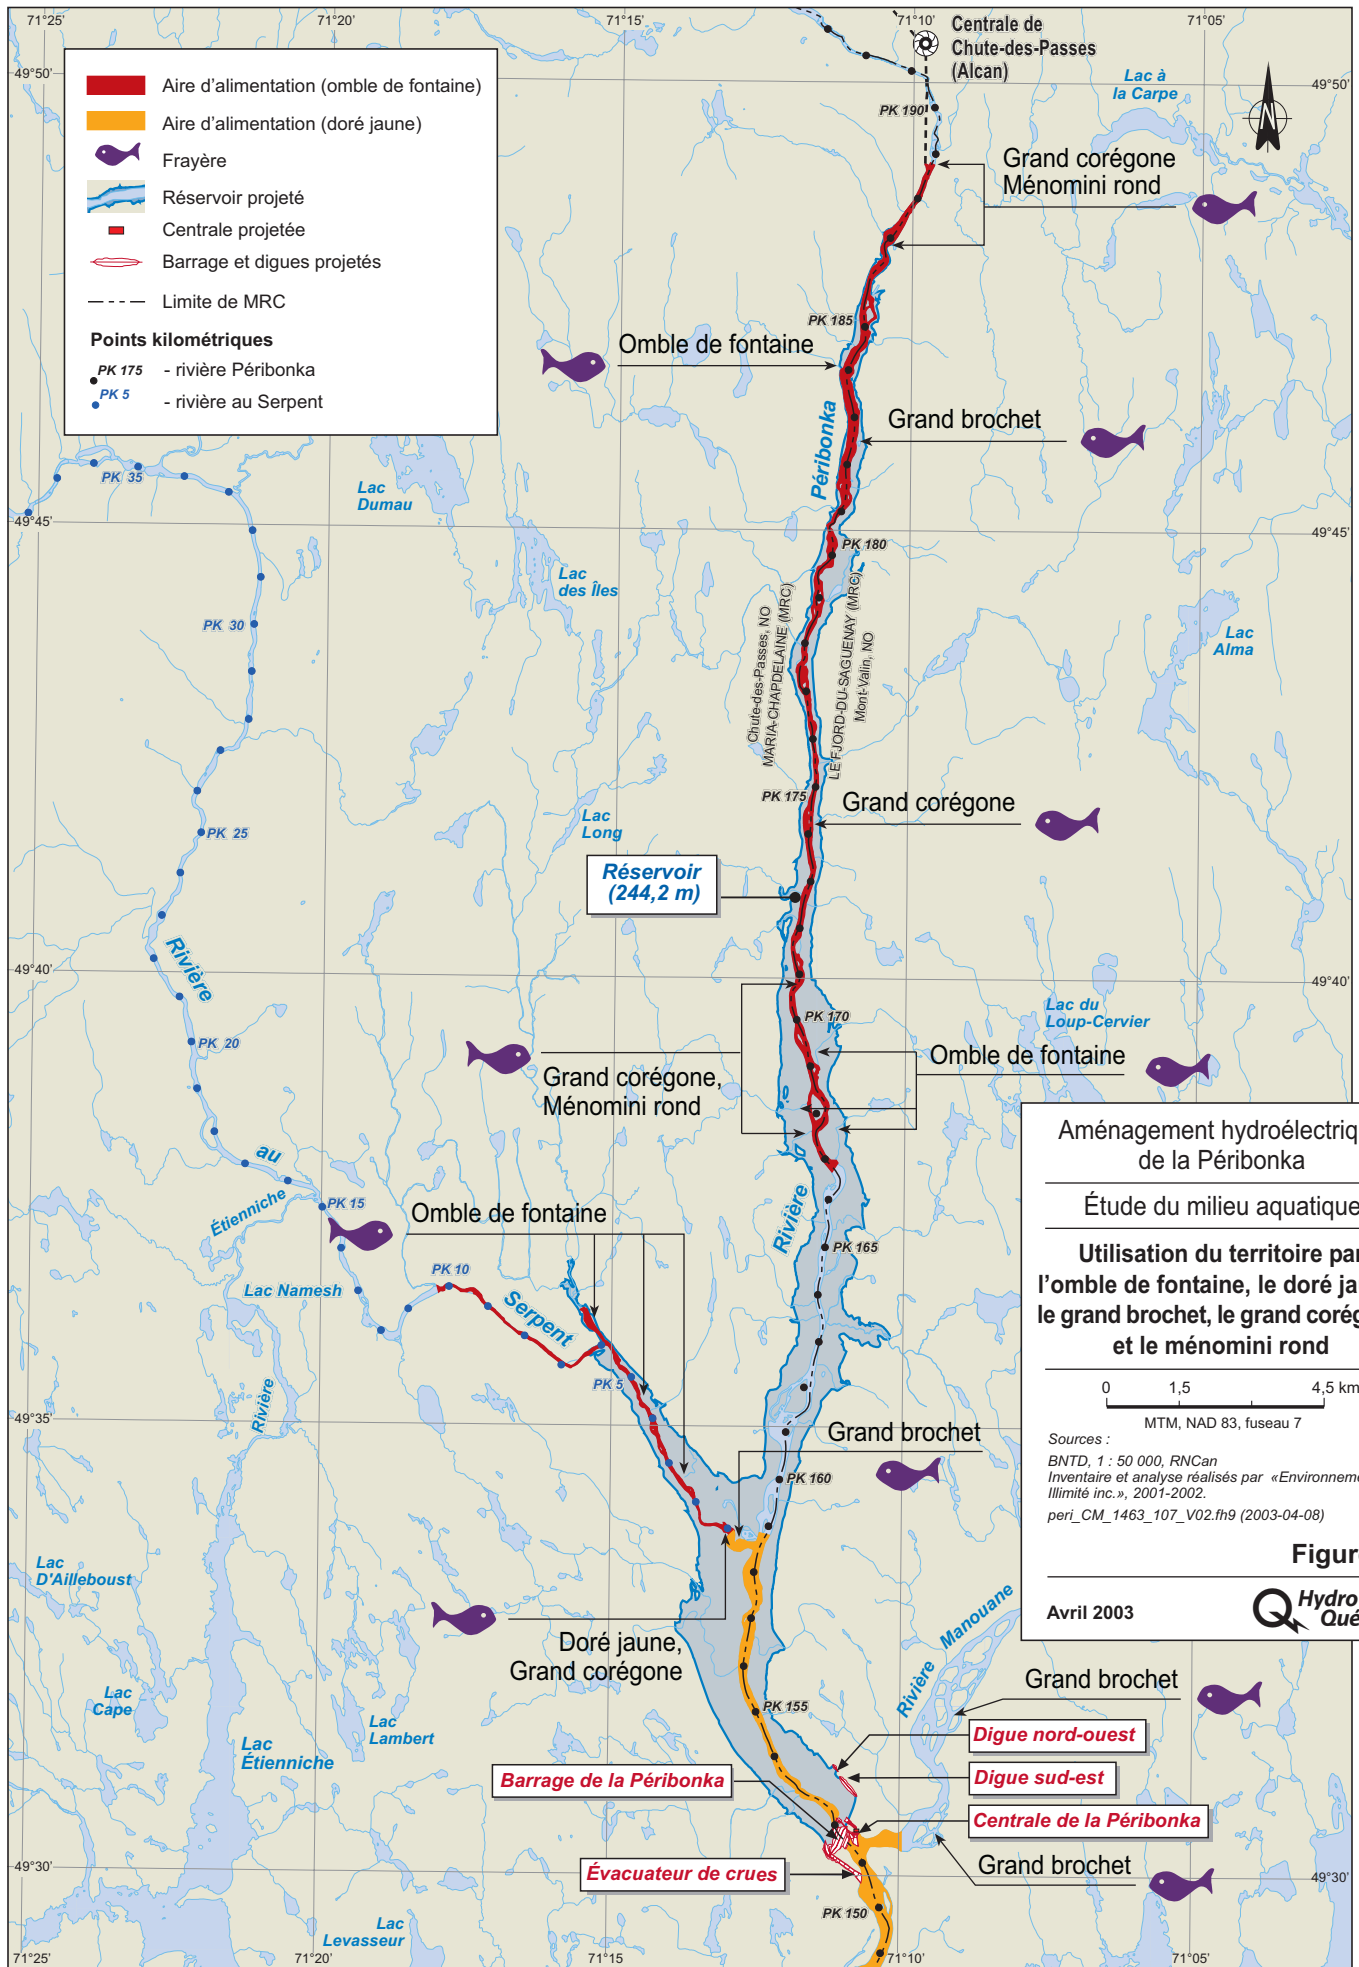 71°25'
71°20'
71°15'
71°10'
71°05'
Centrale de
Chute-des-Passes
(Alcan)
49°50'
49°50'
Aire d'alimentation (omble de fontaine)
Aire d'alimentation (doré jaune)
Frayère
Réservoir projeté
Centrale projetée
Barrage et digues projetés
Limite de MRC
Points kilométriques
PK 175
- rivière Péribonka
PK 5
- rivière au Serpent
Lac à
la Carpe
PK 190
Grand corégone
Ménomini rond
PK 185
Omble de fontaine
Péribonka
Grand brochet
PK 35
Lac
Dumau
49°45'
49°45'
PK 180
Lac
des Îles
PK 30
Chute-des-Passes, NO
MARIA-CHAPDELAINE (MRC)
LE FJORD-DU-SAGUENAY (MRC)
Mont-Valin, NO
Lac
Alma
PK 175
Grand corégone
PK 25
Lac
Long
Réservoir
(244,2 m)
Rivière
49°40'
49°40'
PK 170
Lac du
Loup-Cervier
PK 20
Grand corégone,
Ménomini rond
Omble de fontaine
au
Étienniche
PK 15
Omble de fontaine
Rivière
PK 165
Lac Namesh
PK 10
Serpent
PK 5
Rivière
49°35'
Grand brochet
PK 160
Aménagement hydroélectriq
de la Péribonka
Étude du milieu aquatique
Utilisation du territoire par
l'omble de fontaine, le doré ja
le grand brochet, le grand corég
et le ménomini rond
0 1,5 4,5 km
MTM, NAD 83, fuseau 7
Sources :
BNTD, 1 : 50 000, RNCan
Inventaire et analyse réalisés par «Environneme
Illimité inc.», 2001-2002.
peri_CM_1463_107_V02.fh9 (2003-04-08)
Figur
Avril 2003
Hydro
Qué
Lac
D'Ailleboust
Doré jaune,
Grand corégone
Rivière Manouane
Grand brochet
Lac
Cape
Lac
Lambert
PK 155
Lac
Étienniche
Digue nord-ouest
Barrage de la Péribonka
Digue sud-est
Centrale de la Péribonka
Évacuateur de crues
Grand brochet
49°30'
49°30'
PK 150
Lac
Levasseur
71°25'
71°20'
71°15'
71°10'
71°05'